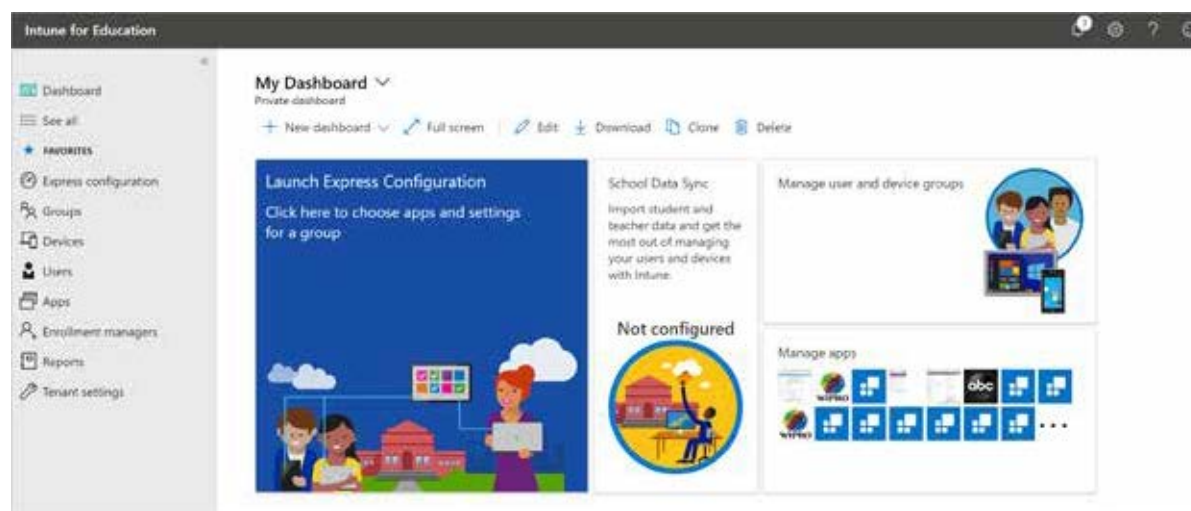 Intune for Education
Dashboard
See all
FAVORITES
Express configuration
Groups
Devices
Users
Apps
Enrollment managers
Reports
Tenant settings
My Dashboard
Private dashboard
New dashboard
Full screen
Edit
Download
Clone
Delete
Launch Express Configuration
Click here to choose apps and settings
for a group
School Data Sync
Import student and
teacher data and get the
most out of managing
your users and devices
with Intune.
Not configured
Manage user and device groups
Manage apps
WIPRO
abc
WIPRO